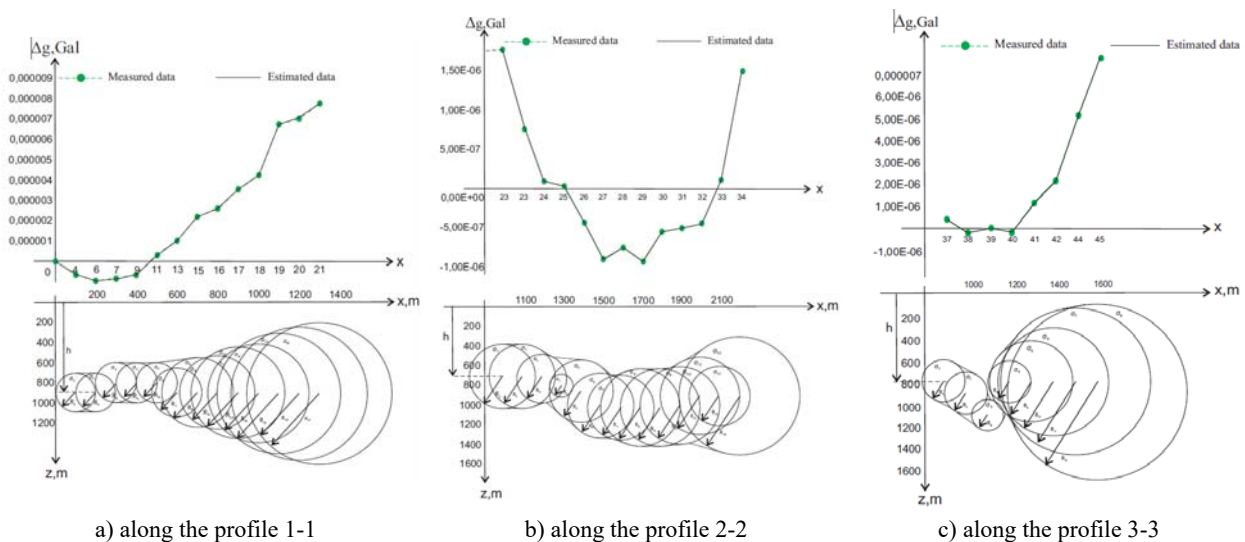 Δg,Gal
Measured data
Estimated data
0,000009
0,000008
0,000007
0,000006
0,000005
0,000004
0,000003
0,000002
0,000001
0
4 6 7 9 11 13 15 16 17 18 19 20 21
x
200 400 600 800 1000 1200 1400
x,m
h
200
400
600
800
1000
1200
z,m
a) along the profile 1-1
Δg,Gal
Measured data
Estimated data
1,50E-06
1,00E-06
5,00E-07
0,00E+00
-5,00E-07
-1,00E-06
23 23 24 25 26 27 28 29 30 31 32 33 34
x
1100 1300 1500 1700 1900 2100
x,m
h
200
400
600
800
1000
1200
1400
1600
z,m
b) along the profile 2-2
Δg,Gal
Measured data
Estimated data
0,000007
6,00E-06
5,00E-06
4,00E-06
3,00E-06
2,00E-06
1,00E-06
-1,00E-06
37 38 39 40 41 42 44 45
x
1000 1200 1400 1600
x,m
h
200
400
600
800
1000
1200
1400
1600
z,m
c) along the profile 3-3